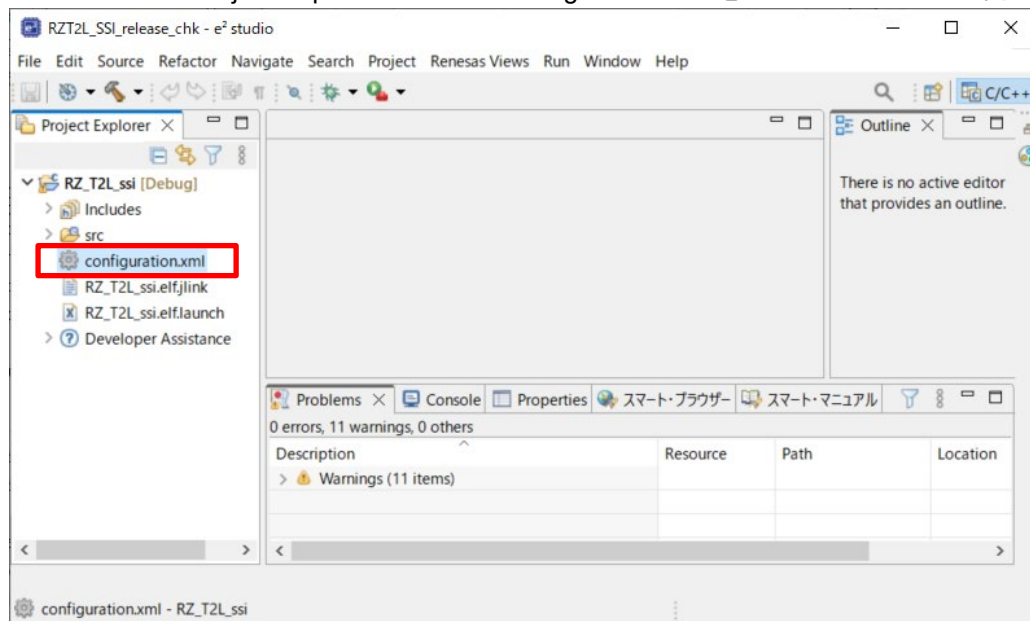 RZT2L_SSI_release_chk - e² studio
File Edit Source Refactor Navigate Search Project Renesas Views Run Window Help
C/C++
Project Explorer
Outline
RZ_T2L_ssi [Debug]
Includes
src
configuration.xml
RZ_T2L_ssi.elf.jlink
RZ_T2L_ssi.elf.launch
Developer Assistance
There is no active editor
that provides an outline.
Problems Console Properties スマート・ブラウザー スマート・マニュアル
0 errors, 11 warnings, 0 others
Description Resource Path Location
Warnings (11 items)
configuration.xml - RZ_T2L_ssi